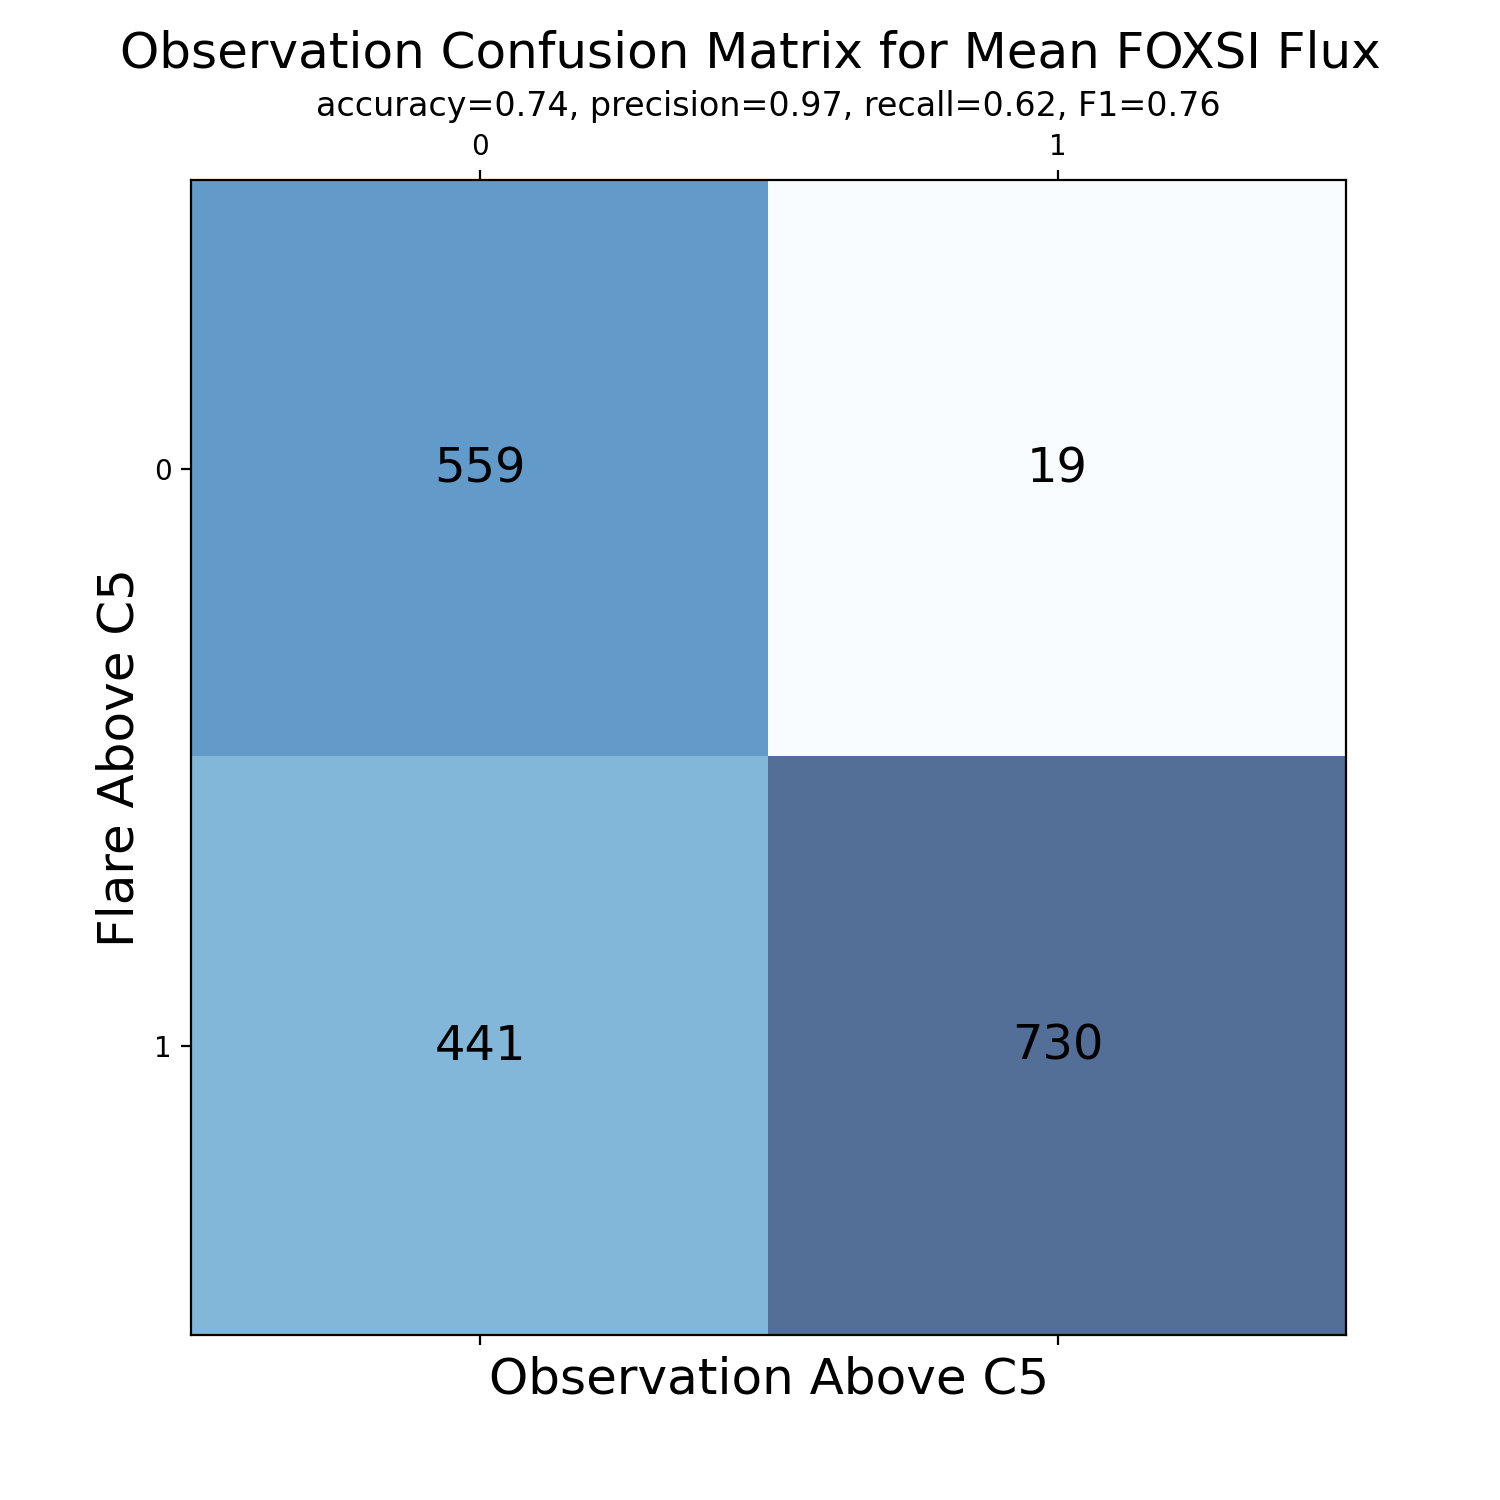 Observation Confusion Matrix for Mean FOXSI Flux
accuracy=0.74, precision=0.97, recall=0.62, F1=0.76
0 1
0
559 19
Flare Above C5
1
441 730
Observation Above C5